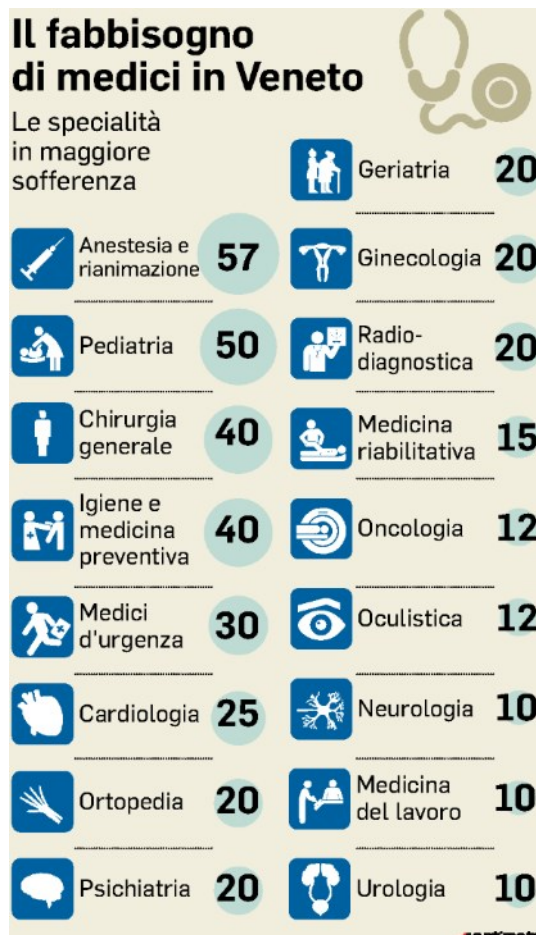 Il fabbisogno
di medici in Veneto
Le specialità
in maggiore
sofferenza
Anestesia e
rianimazione
57
Pediatria
50
Chirurgia
generale
40
Igiene e
medicina
preventiva
40
Medici
d'urgenza
30
Cardiologia
25
Ortopedia
20
Psichiatria
20
Geriatria
20
Ginecologia
20
Radio-
diagnostica
20
Medicina
riabilitativa
15
Oncologia
12
Oculistica
12
Neurologia
10
Medicina
del lavoro
10
Urologia
10